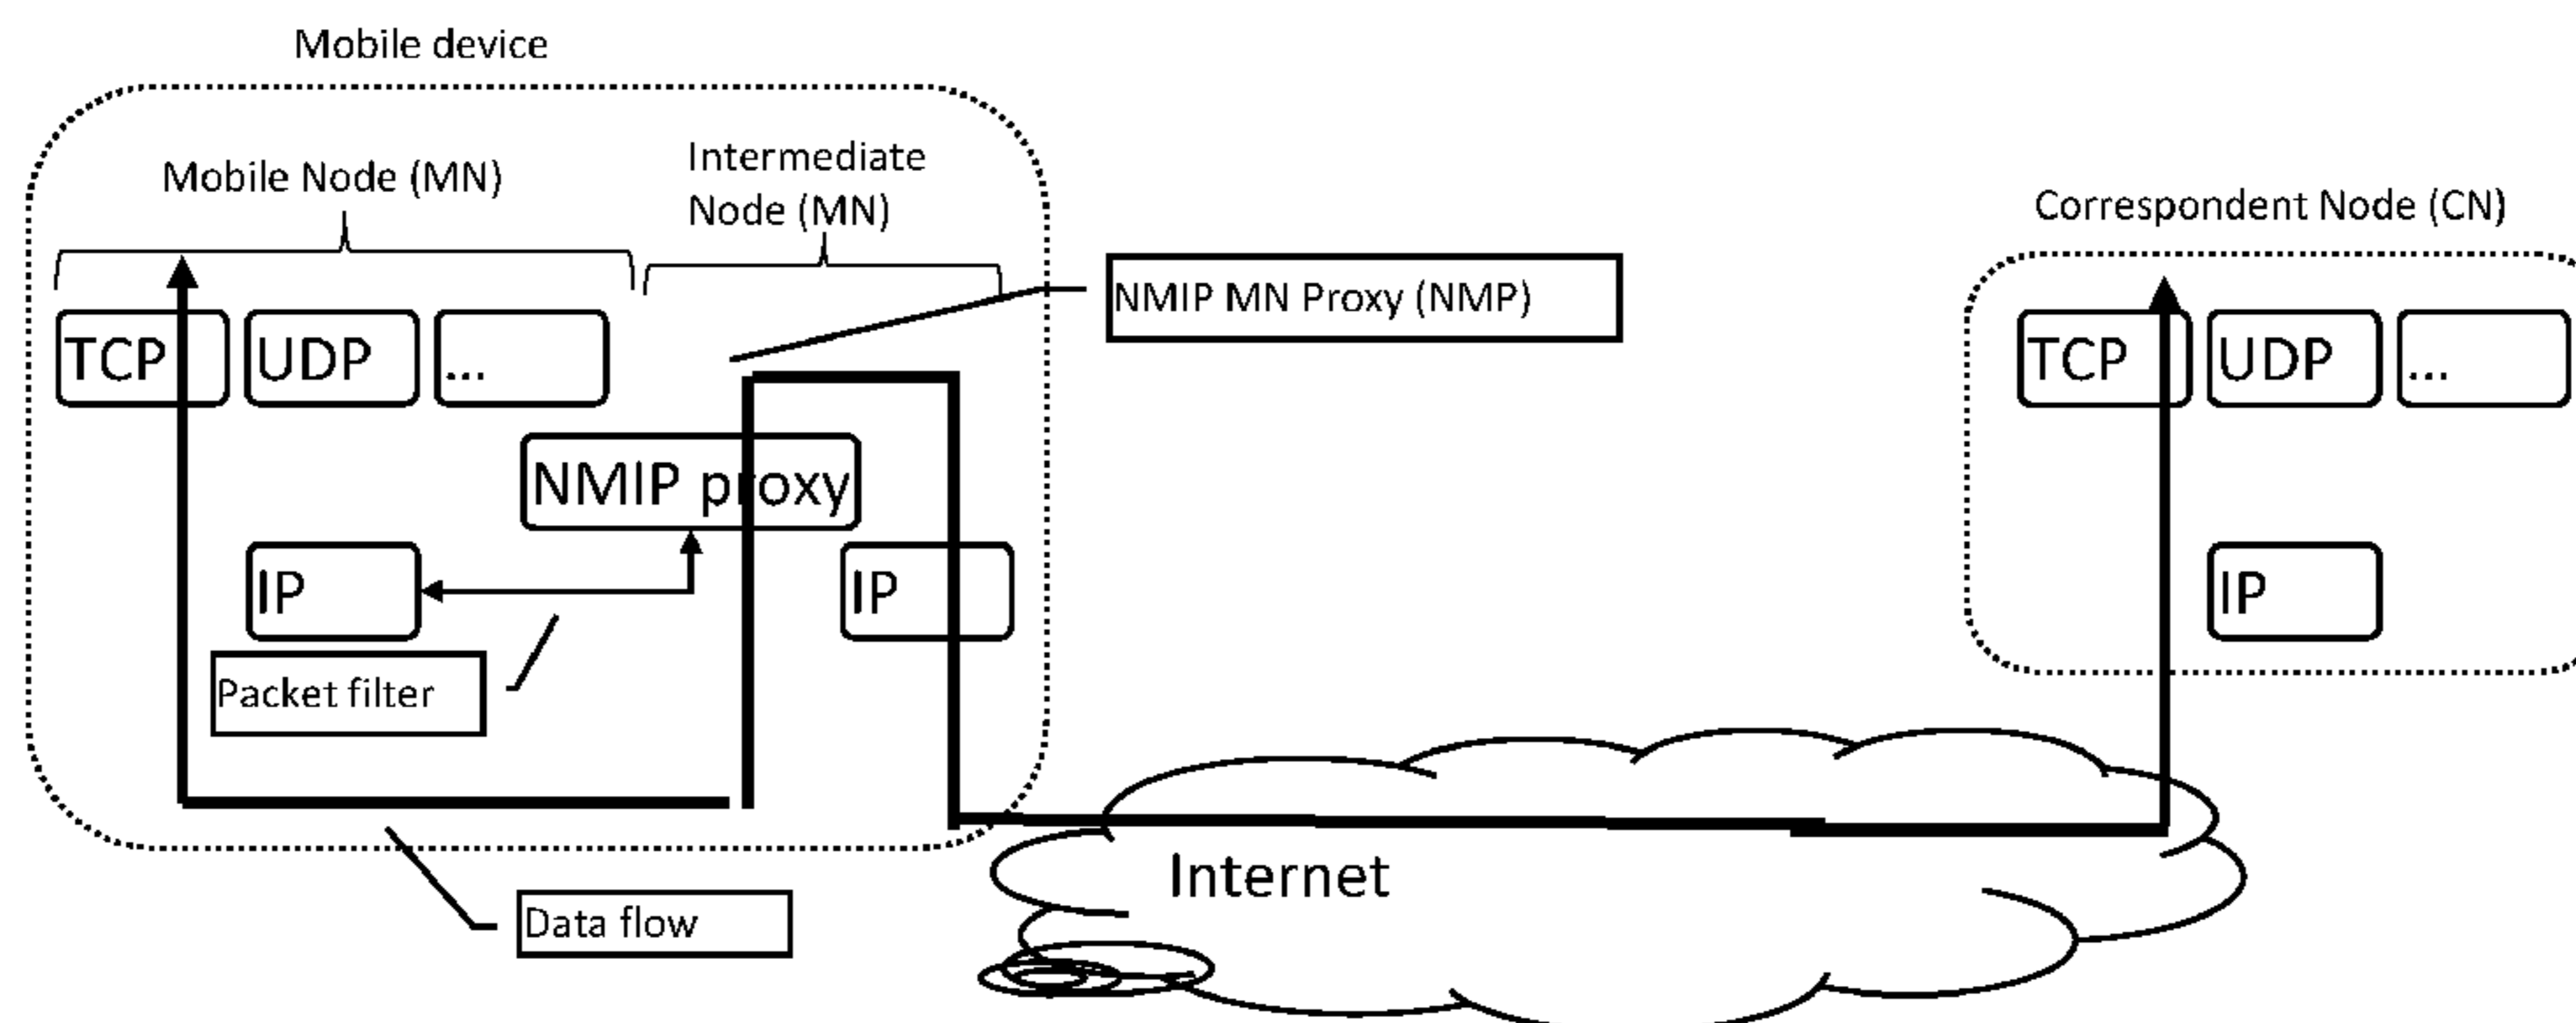 Mobile device
Mobile Node (MN)
Intermediate
Node (MN)
Correspondent Node (CN)
NMIP MN Proxy (NMP)
TCP
UDP
...
TCP
UDP
...
NMIP proxy
IP
IP
IP
Packet filter
Internet
Data flow